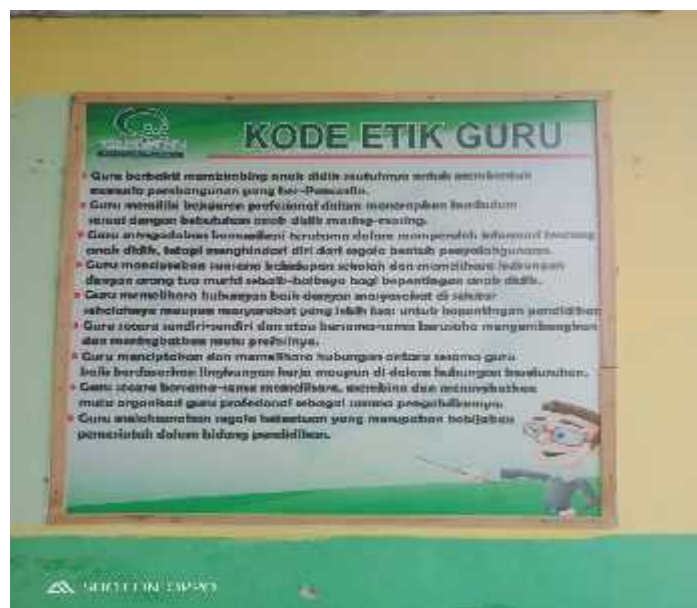 KODE ETIK GURU
Guru berbakti membimbing anak didik seutuhnya untuk membentuk
manusia pembangunan yang ber-Pancasila.
Guru memiliki kejujuran profesional dalam menerapkan kurikulum
sesuai dengan kebutuhan anak didik masing-masing.
Guru mengadakan komunikasi terutama dalam memperoleh informasi tentang
anak didik, tetapi menghindari diri dari segala bentuk penyalahgunaan.
Guru menciptakan suasana kehidupan sekolah dan memelihara hubungan
dengan orang tua murid sebaik-baiknya bagi kepentingan anak didik.
Guru memelihara hubungan baik dengan masyarakat di sekitar
sekolahnya maupun masyarakat yang lebih luas untuk kepentingan pendidikan
Guru secara sendiri-sendiri dan atau bersama-sama berusaha mengembangkan
dan meningkatkan mutu profesinya.
Guru menciptakan dan memelihara hubungan antara sesama guru
baik berdasarkan lingkungan kerja maupun di dalam hubungan keseluruhan.
Guru secara bersama-sama memelihara, membina dan meningkatkan
mutu organisasi guru profesional sebagai sarana pengabdiannya.
Guru melaksanakan segala ketentuan yang merupakan kebijakan
pemerintah dalam bidang pendidikan.
SHOT ON OPPO